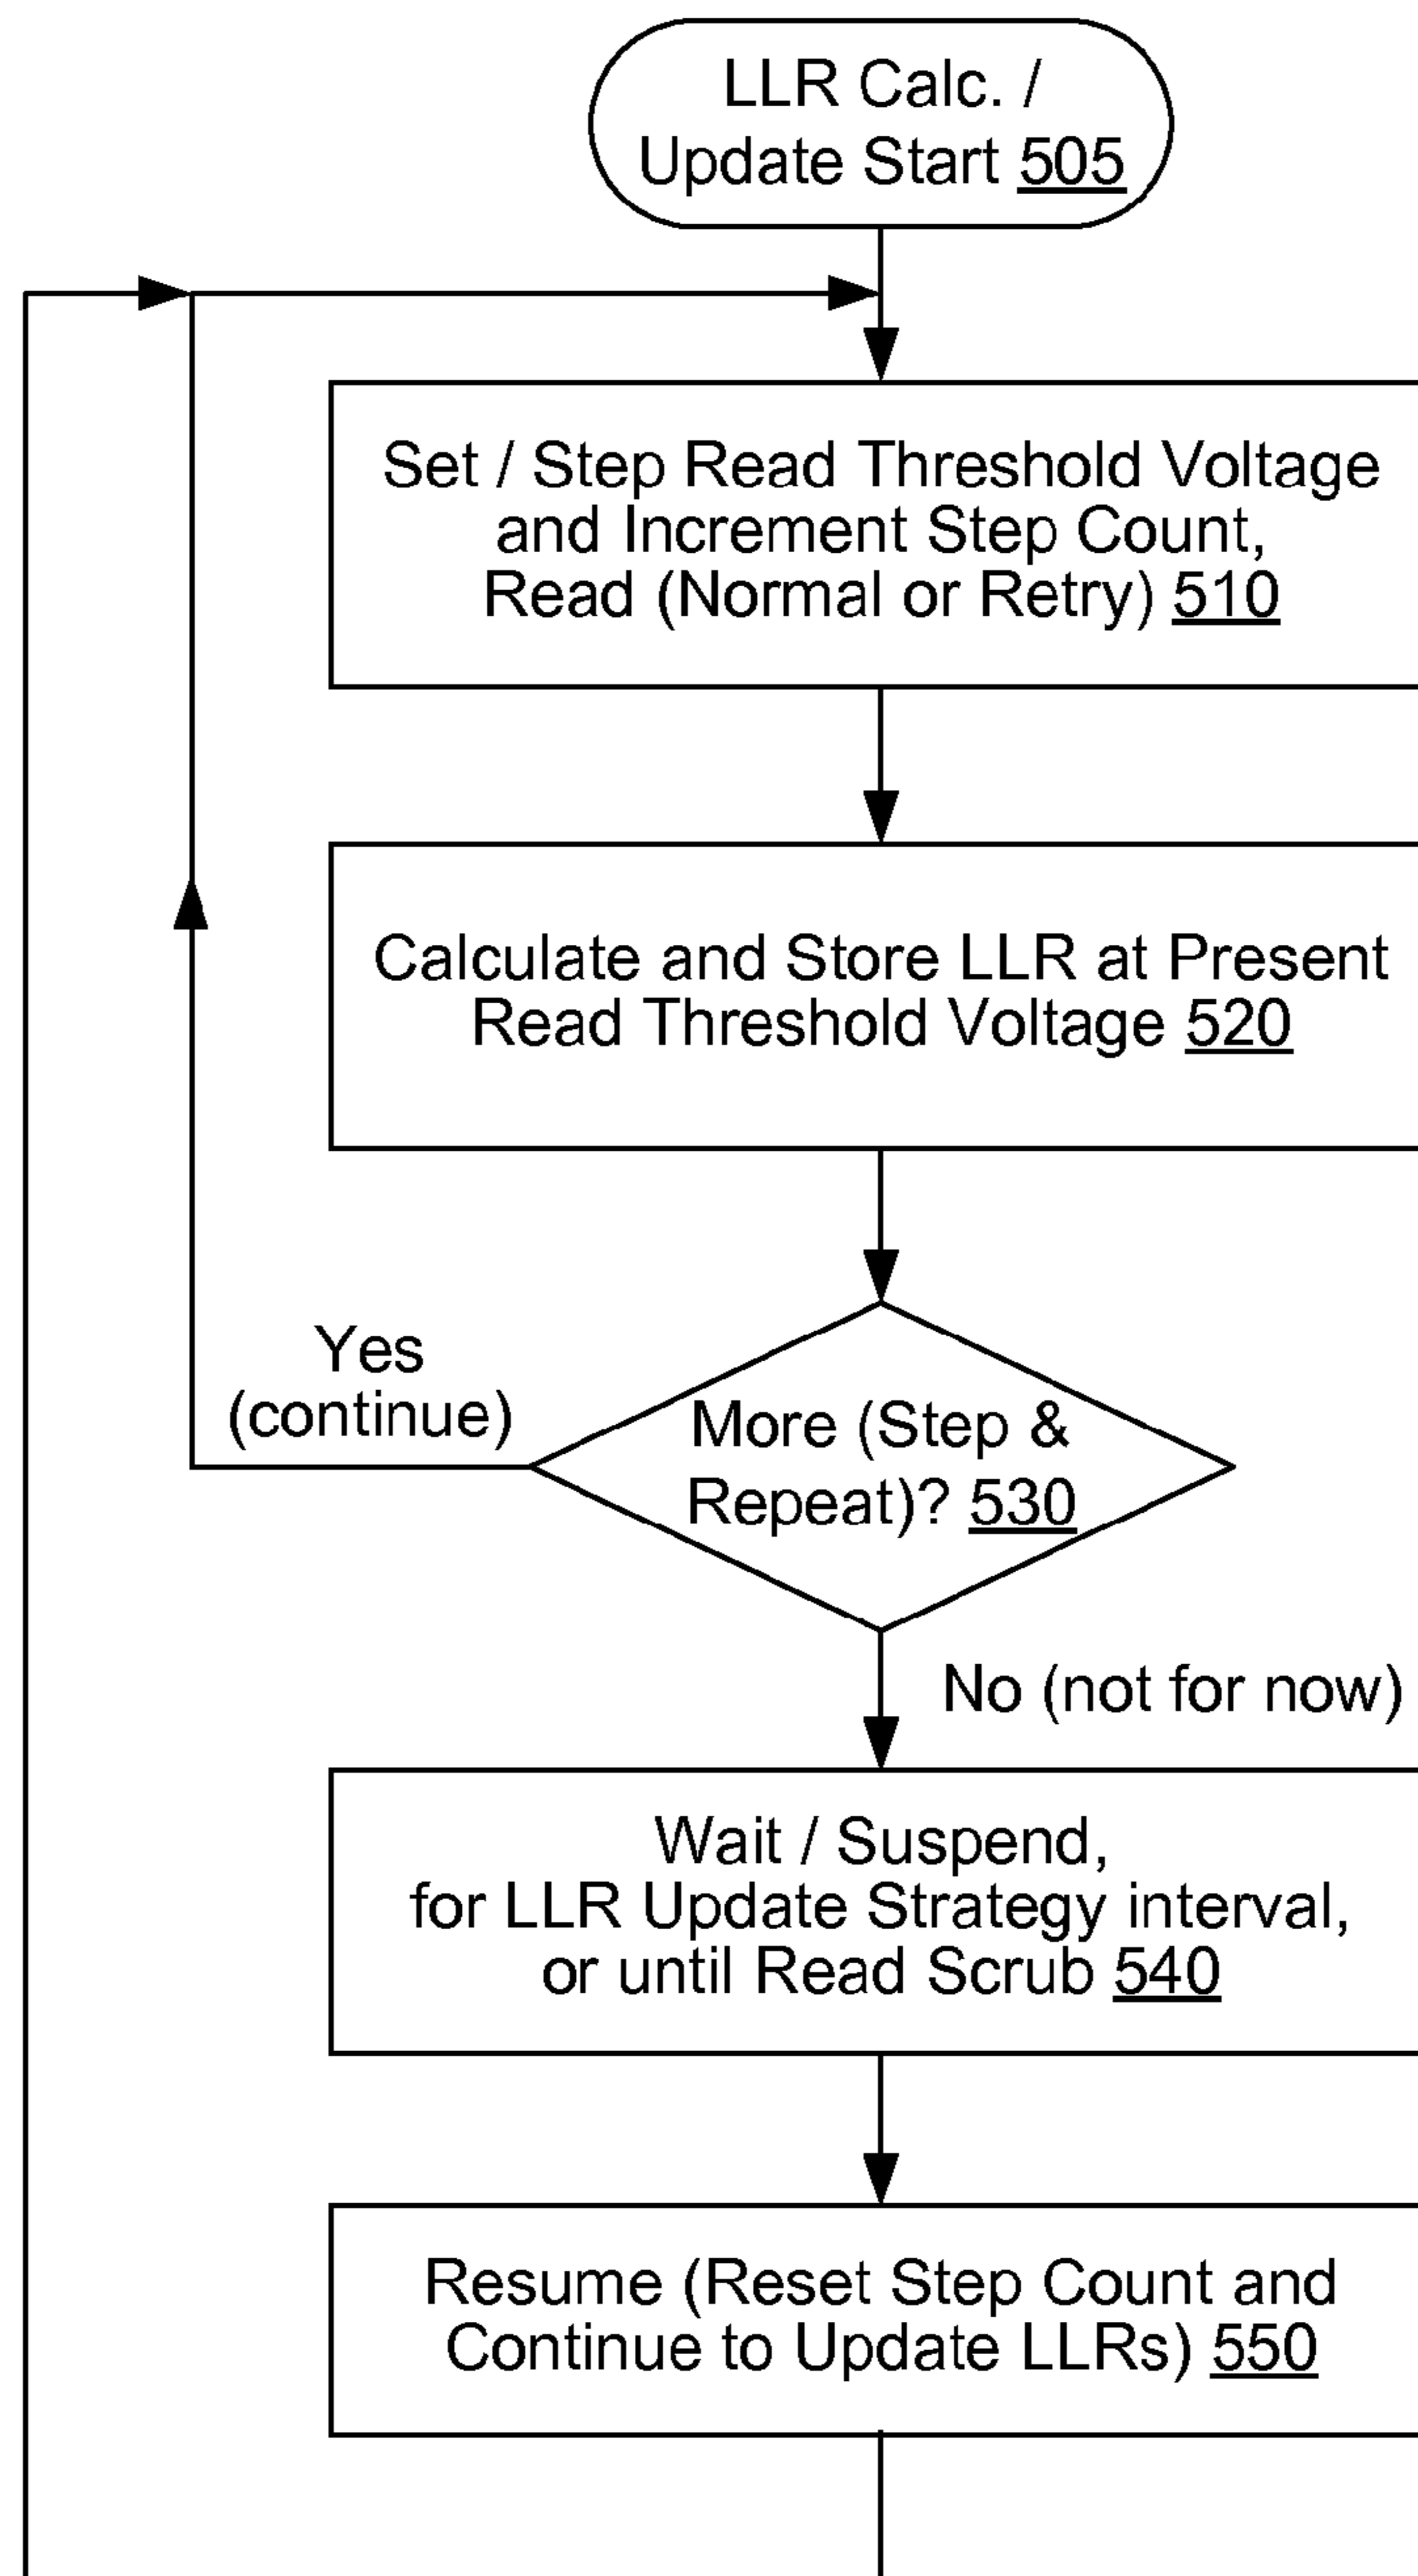 LLR Calc. /
Update Start 505
Set / Step Read Threshold Voltage
and Increment Step Count,
Read (Normal or Retry) 510
Calculate and Store LLR at Present
Read Threshold Voltage 520
Yes
(continue)
More (Step &
Repeat)? 530
No (not for now)
Wait / Suspend,
for LLR Update Strategy interval,
or until Read Scrub 540
Resume (Reset Step Count and
Continue to Update LLRs) 550